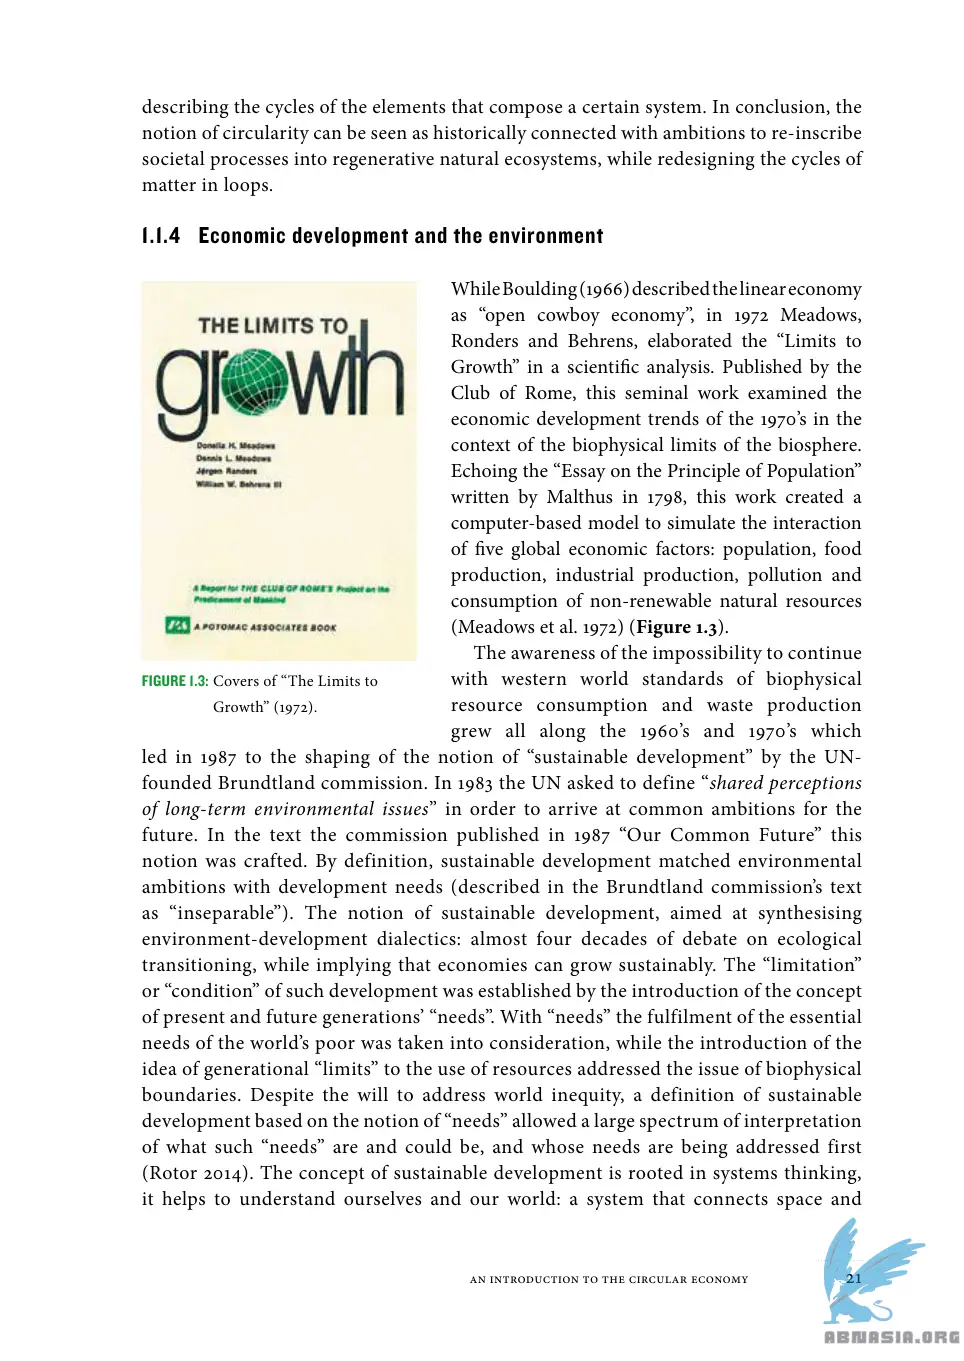 describing the cycles of the elements that compose a certain system. In conclusion, the
notion of circularity can be seen as historically connected with ambitions to re-inscribe
societal processes into regenerative natural ecosystems, while redesigning the cycles of
matter in loops.
1.1.4 Economic development and the environment
THE LIMITS TO
growth
Donella H. Meadows
Dennis L. Meadows
Jørgen Randers
William W. Behrens III
A Report for THE CLUB OF ROME'S Project on the
Predicament of Mankind
A POTOMAC ASSOCIATES BOOK
FIGURE 1.3: Covers of “The Limits to
Growth” (1972).
While Boulding (1966) described the linear economy
as “open cowboy economy”, in 1972 Meadows,
Ronders and Behrens, elaborated the “Limits to
Growth” in a scientific analysis. Published by the
Club of Rome, this seminal work examined the
economic development trends of the 1970’s in the
context of the biophysical limits of the biosphere.
Echoing the “Essay on the Principle of Population”
written by Malthus in 1798, this work created a
computer-based model to simulate the interaction
of five global economic factors: population, food
production, industrial production, pollution and
consumption of non-renewable natural resources
(Meadows et al. 1972) (Figure 1.3).
The awareness of the impossibility to continue
with western world standards of biophysical
resource consumption and waste production
grew all along the 1960’s and 1970’s which
led in 1987 to the shaping of the notion of “sustainable development” by the UN-
founded Brundtland commission. In 1983 the UN asked to define “shared perceptions
of long-term environmental issues” in order to arrive at common ambitions for the
future. In the text the commission published in 1987 “Our Common Future” this
notion was crafted. By definition, sustainable development matched environmental
ambitions with development needs (described in the Brundtland commission’s text
as “inseparable”). The notion of sustainable development, aimed at synthesising
environment-development dialectics: almost four decades of debate on ecological
transitioning, while implying that economies can grow sustainably. The “limitation”
or “condition” of such development was established by the introduction of the concept
of present and future generations’ “needs”. With “needs” the fulfilment of the essential
needs of the world’s poor was taken into consideration, while the introduction of the
idea of generational “limits” to the use of resources addressed the issue of biophysical
boundaries. Despite the will to address world inequity, a definition of sustainable
development based on the notion of “needs” allowed a large spectrum of interpretation
of what such “needs” are and could be, and whose needs are being addressed first
(Rotor 2014). The concept of sustainable development is rooted in systems thinking,
it helps to understand ourselves and our world: a system that connects space and
AN INTRODUCTION TO THE CIRCULAR ECONOMY 21
ABNASIA.ORG